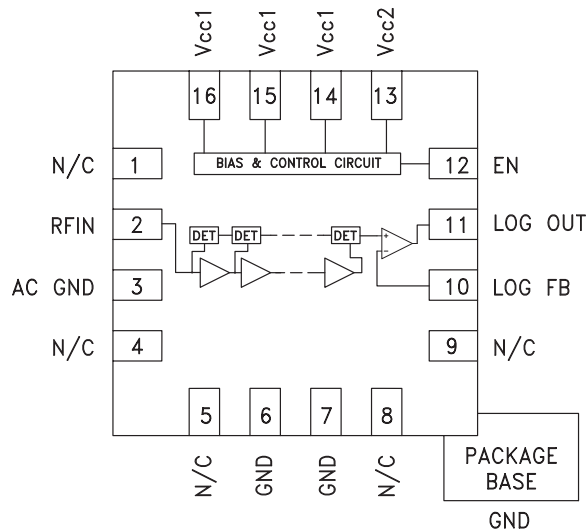 Vcc1 Vcc1 Vcc1 Vcc2
16 15 14 13
BIAS & CONTROL CIRCUIT
N/C 1
12 EN
RFIN 2
DET DET DET
+
-
11 LOG OUT
AC GND 3
10 LOG FB
N/C 4
9 N/C
5 6 7 8
N/C GND GND N/C
PACKAGE
BASE
GND